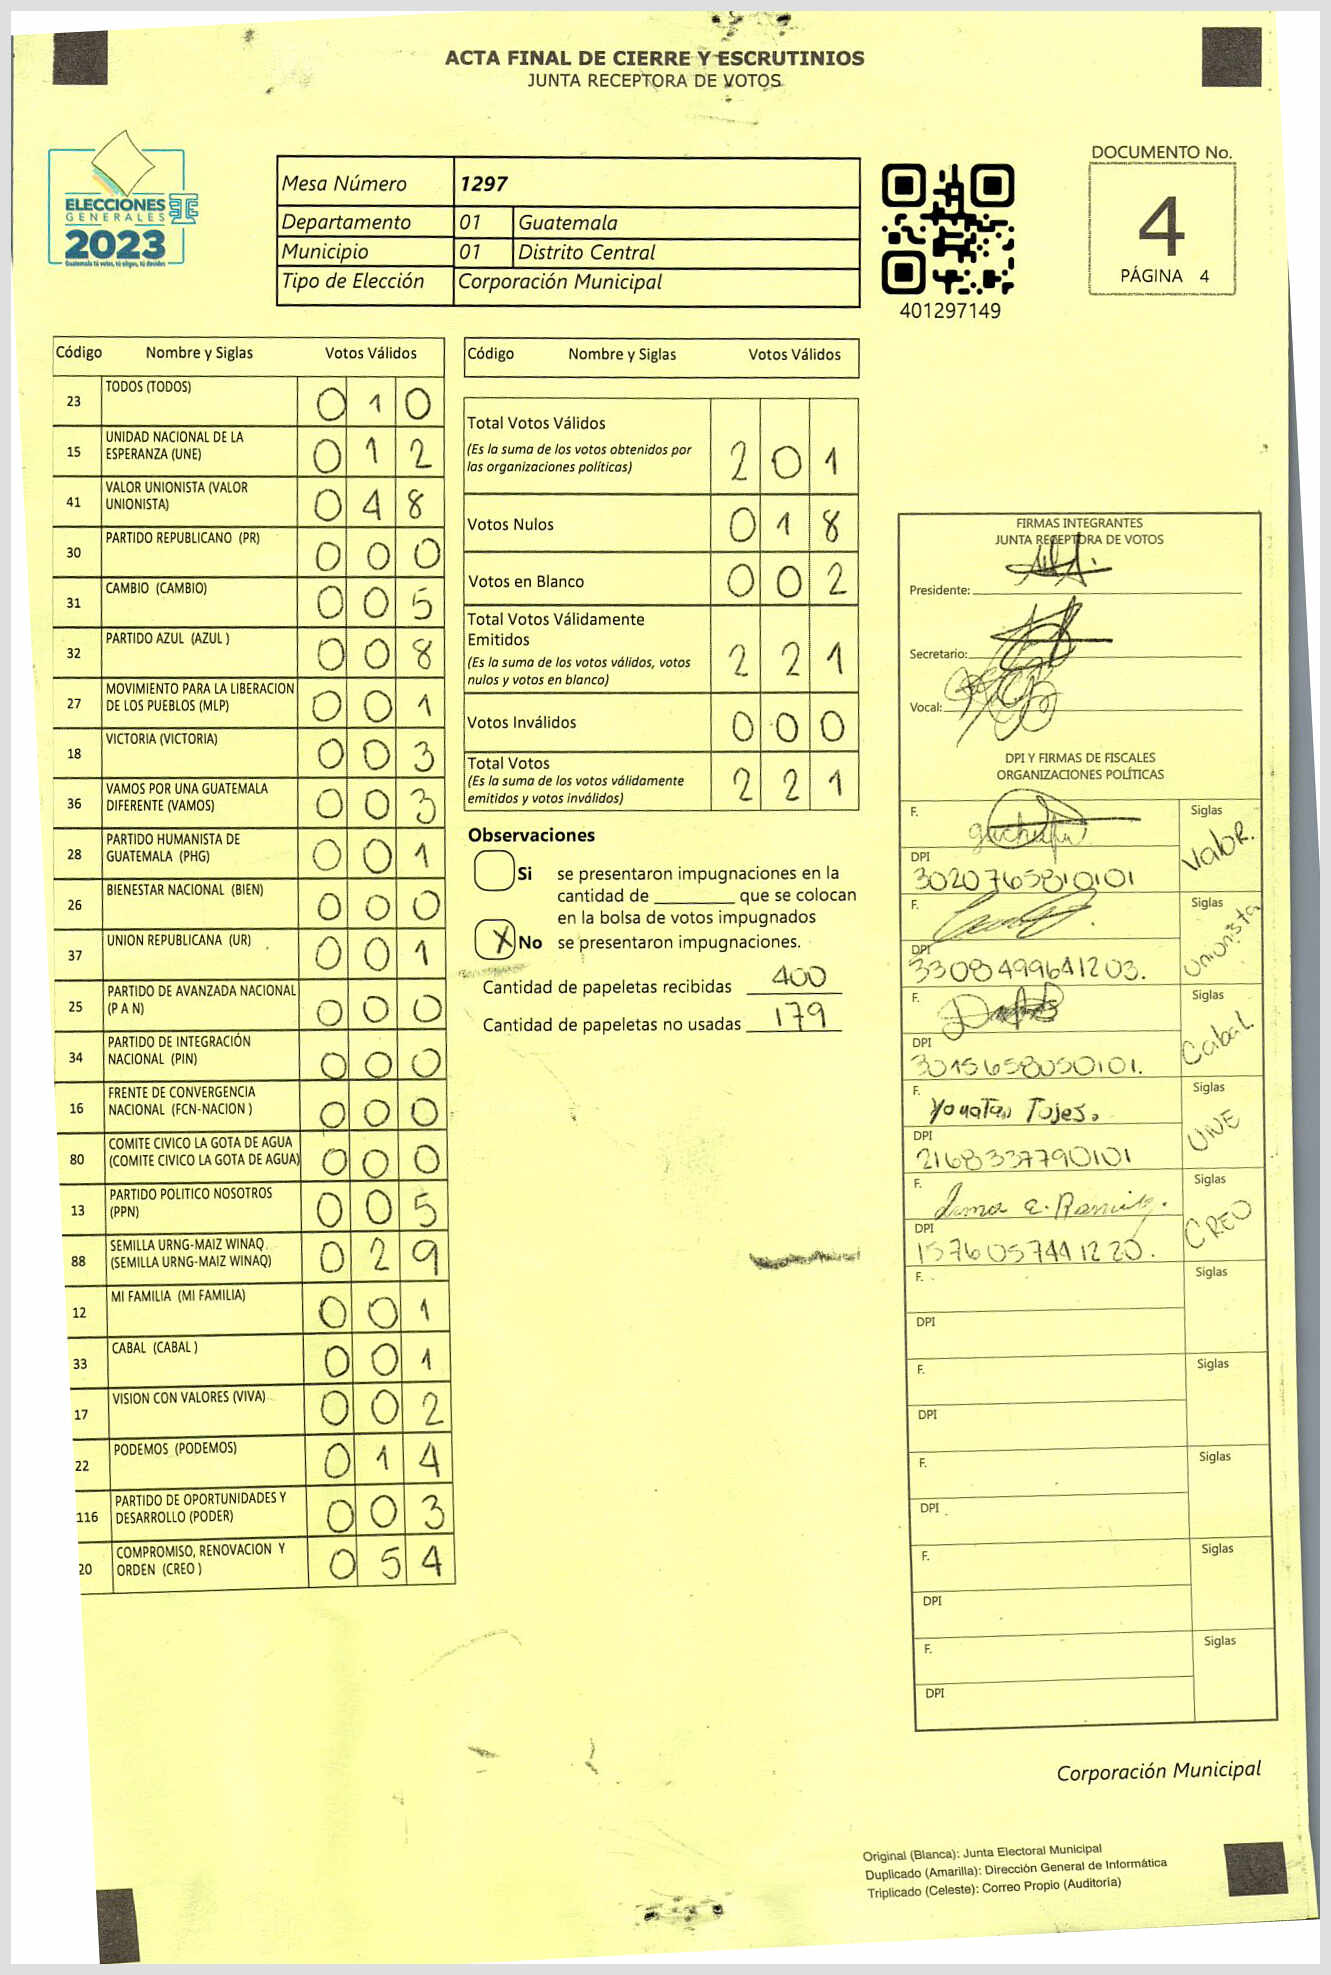 ACTA FINAL DE CIERRE Y ESCRUTINIOS
JUNTA RECEPTORA DE VOTOS
ELECCIONES
GENERALES
2023
Guatemala tú votas, tú eliges, tú decides
Mesa Número 1297
Departamento 01 Guatemala
Municipio 01 Distrito Central
Tipo de Elección Corporación Municipal
401297149
DOCUMENTO No.
4
PÁGINA 4
Código Nombre y Siglas Votos Válidos
23 TODOS (TODOS) 0 1 0
15 UNIDAD NACIONAL DE LA
ESPERANZA (UNE) 0 1 2
41 VALOR UNIONISTA (VALOR
UNIONISTA) 0 4 8
30 PARTIDO REPUBLICANO (PR) 0 0 0
31 CAMBIO (CAMBIO) 0 0 5
32 PARTIDO AZUL (AZUL ) 0 0 8
27 MOVIMIENTO PARA LA LIBERACION
DE LOS PUEBLOS (MLP) 0 0 1
18 VICTORIA (VICTORIA) 0 0 3
36 VAMOS POR UNA GUATEMALA
DIFERENTE (VAMOS) 0 0 3
28 PARTIDO HUMANISTA DE
GUATEMALA (PHG) 0 0 1
26 BIENESTAR NACIONAL (BIEN) 0 0 0
37 UNION REPUBLICANA (UR) 0 0 1
25 PARTIDO DE AVANZADA NACIONAL
(P A N) 0 0 0
34 PARTIDO DE INTEGRACIÓN
NACIONAL (PIN) 0 0 0
16 FRENTE DE CONVERGENCIA
NACIONAL (FCN-NACION ) 0 0 0
80 COMITE CIVICO LA GOTA DE AGUA
(COMITE CIVICO LA GOTA DE AGUA) 0 0 0
13 PARTIDO POLITICO NOSOTROS
(PPN) 0 0 5
88 SEMILLA URNG-MAIZ WINAQ
(SEMILLA URNG-MAIZ WINAQ) 0 2 9
12 MI FAMILIA (MI FAMILIA) 0 0 1
33 CABAL (CABAL ) 0 0 1
17 VISION CON VALORES (VIVA) 0 0 2
22 PODEMOS (PODEMOS) 0 1 4
116 PARTIDO DE OPORTUNIDADES Y
DESARROLLO (PODER) 0 0 3
20 COMPROMISO, RENOVACION Y
ORDEN (CREO ) 0 5 4
Código Nombre y Siglas Votos Válidos
Total Votos Válidos
(Es la suma de los votos obtenidos por
las organizaciones políticas) 2 0 1
Votos Nulos 0 1 8
Votos en Blanco 0 0 2
Total Votos Válidamente
Emitidos
(Es la suma de los votos válidos, votos
nulos y votos en blanco) 2 2 1
Votos Inválidos 0 0 0
Total Votos
(Es la suma de los votos válidamente
emitidos y votos inválidos) 2 2 1
Observaciones
Si se presentaron impugnaciones en la
cantidad de ________ que se colocan
en la bolsa de votos impugnados
X No se presentaron impugnaciones.
Cantidad de papeletas recibidas 400
Cantidad de papeletas no usadas 179
FIRMAS INTEGRANTES
JUNTA RECEPTORA DE VOTOS
Presidente:
Secretario:
Vocal:
DPI Y FIRMAS DE FISCALES
ORGANIZACIONES POLÍTICAS
F. Siglas
Valor.
DPI
3020765810101
F. Siglas
Unionista
DPI
3308499641203.
F. Siglas
Cabal
DPI
3015658050101.
F. Yonatan Tojes. Siglas
UNE
DPI
2168337790101
F. Irma E. Ramirez. Siglas
CREO
DPI
1576057441220.
F. Siglas
DPI
F. Siglas
DPI
F. Siglas
DPI
F. Siglas
DPI
F. Siglas
DPI
Corporación Municipal
Original (Blanca): Junta Electoral Municipal
Duplicado (Amarilla): Dirección General de Informática
Triplicado (Celeste): Correo Propio (Auditoría)